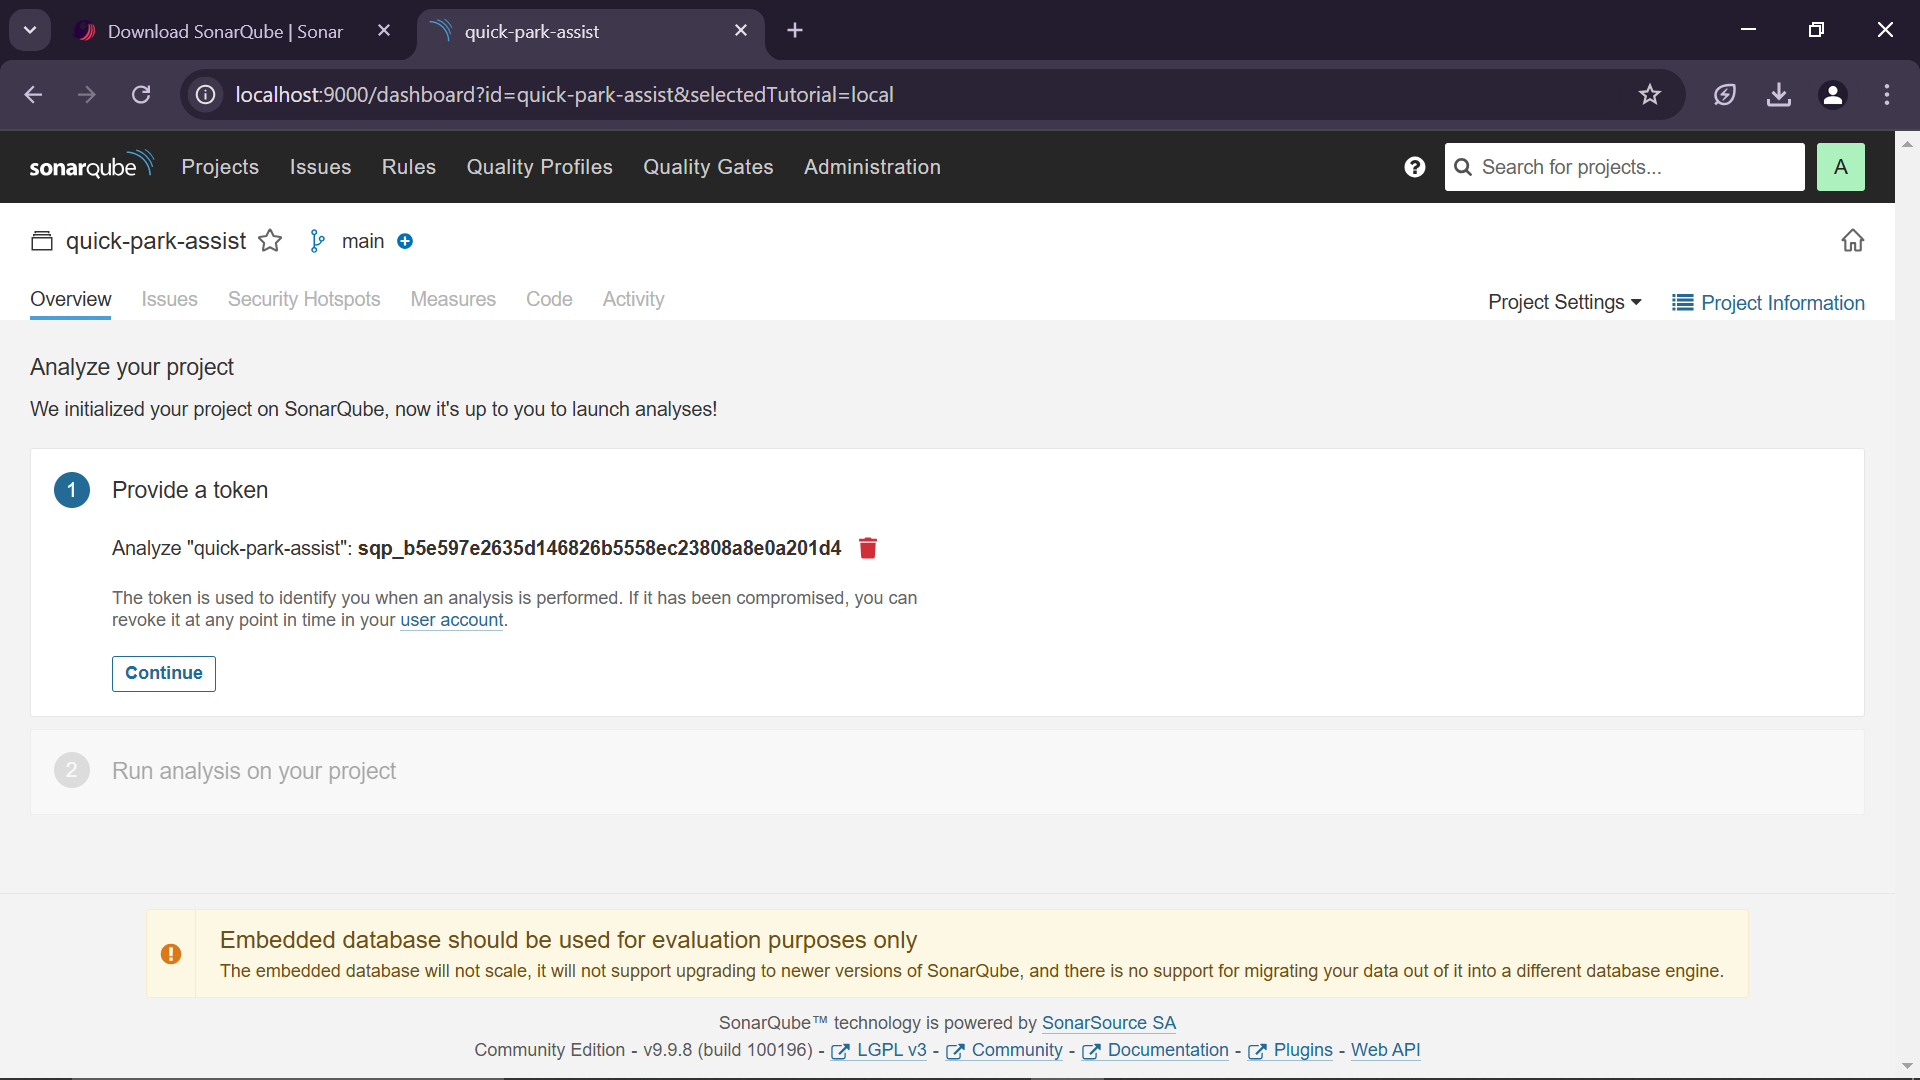 Download SonarQube | Sonar
quick-park-assist
localhost:9000/dashboard?id=quick-park-assist&selectedTutorial=local
sonarqube Projects Issues Rules Quality Profiles Quality Gates Administration ? Search for projects... A
quick-park-assist main
Overview Issues Security Hotspots Measures Code Activity Project Settings Project Information
Analyze your project
We initialized your project on SonarQube, now it's up to you to launch analyses!
1 Provide a token
Analyze "quick-park-assist": sqp_b5e597e2635d146826b5558ec23808a8e0a201d4
The token is used to identify you when an analysis is performed. If it has been compromised, you can
revoke it at any point in time in your user account.
Continue
2 Run analysis on your project
Embedded database should be used for evaluation purposes only
The embedded database will not scale, it will not support upgrading to newer versions of SonarQube, and there is no support for migrating your data out of it into a different database engine.
SonarQube™ technology is powered by SonarSource SA
Community Edition - v9.9.8 (build 100196) - LGPL v3 - Community - Documentation - Plugins - Web API